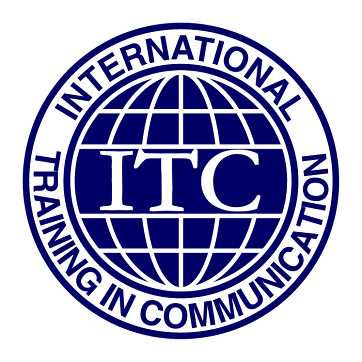 INTERNATIONAL
ITC
TRAINING IN COMMUNICATION